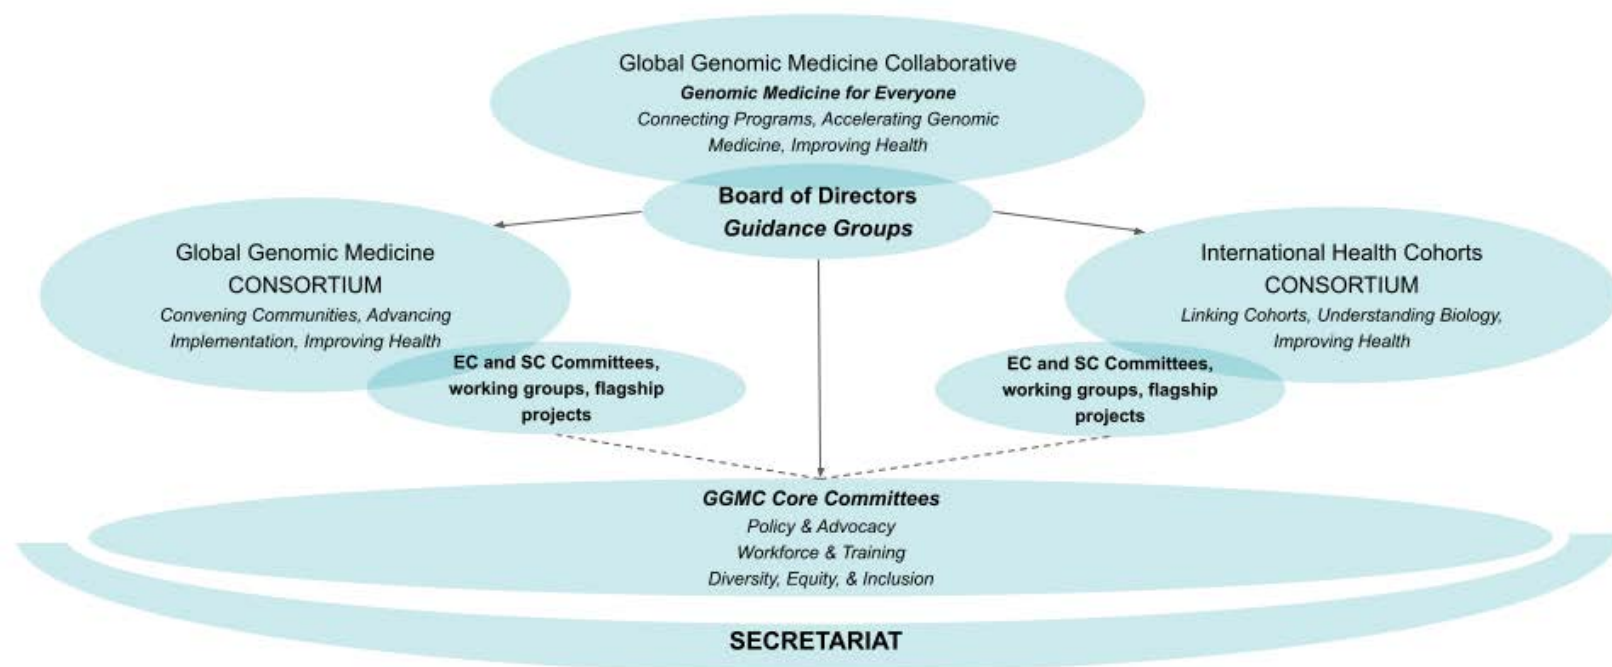 Global Genomic Medicine Collaborative
Genomic Medicine for Everyone
Connecting Programs, Accelerating Genomic
Medicine, Improving Health
Board of Directors
Guidance Groups
Global Genomic Medicine
CONSORTIUM
Convening Communities, Advancing
Implementation, Improving Health
EC and SC Committees,
working groups, flagship
projects
International Health Cohorts
CONSORTIUM
Linking Cohorts, Understanding Biology,
Improving Health
EC and SC Committees,
working groups, flagship
projects
GGMC Core Committees
Policy & Advocacy
Workforce & Training
Diversity, Equity, & Inclusion
SECRETARIAT